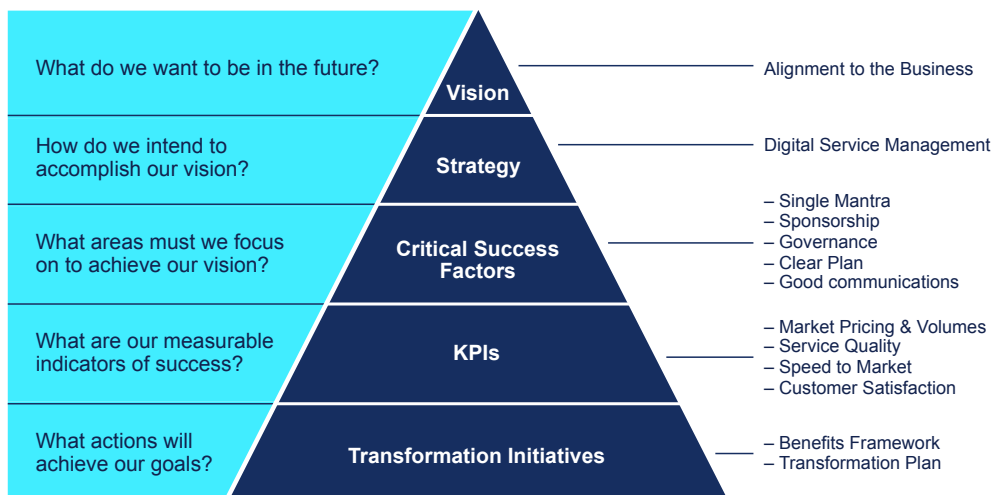 What do we want to be in the future?
Vision
Alignment to the Business
How do we intend to
accomplish our vision?
Strategy
Digital Service Management
What areas must we focus
on to achieve our vision?
Critical Success
Factors
– Single Mantra
– Sponsorship
– Governance
– Clear Plan
– Good communications
What are our measurable
indicators of success?
KPIs
– Market Pricing & Volumes
– Service Quality
– Speed to Market
– Customer Satisfaction
What actions will
achieve our goals?
Transformation Initiatives
– Benefits Framework
– Transformation Plan